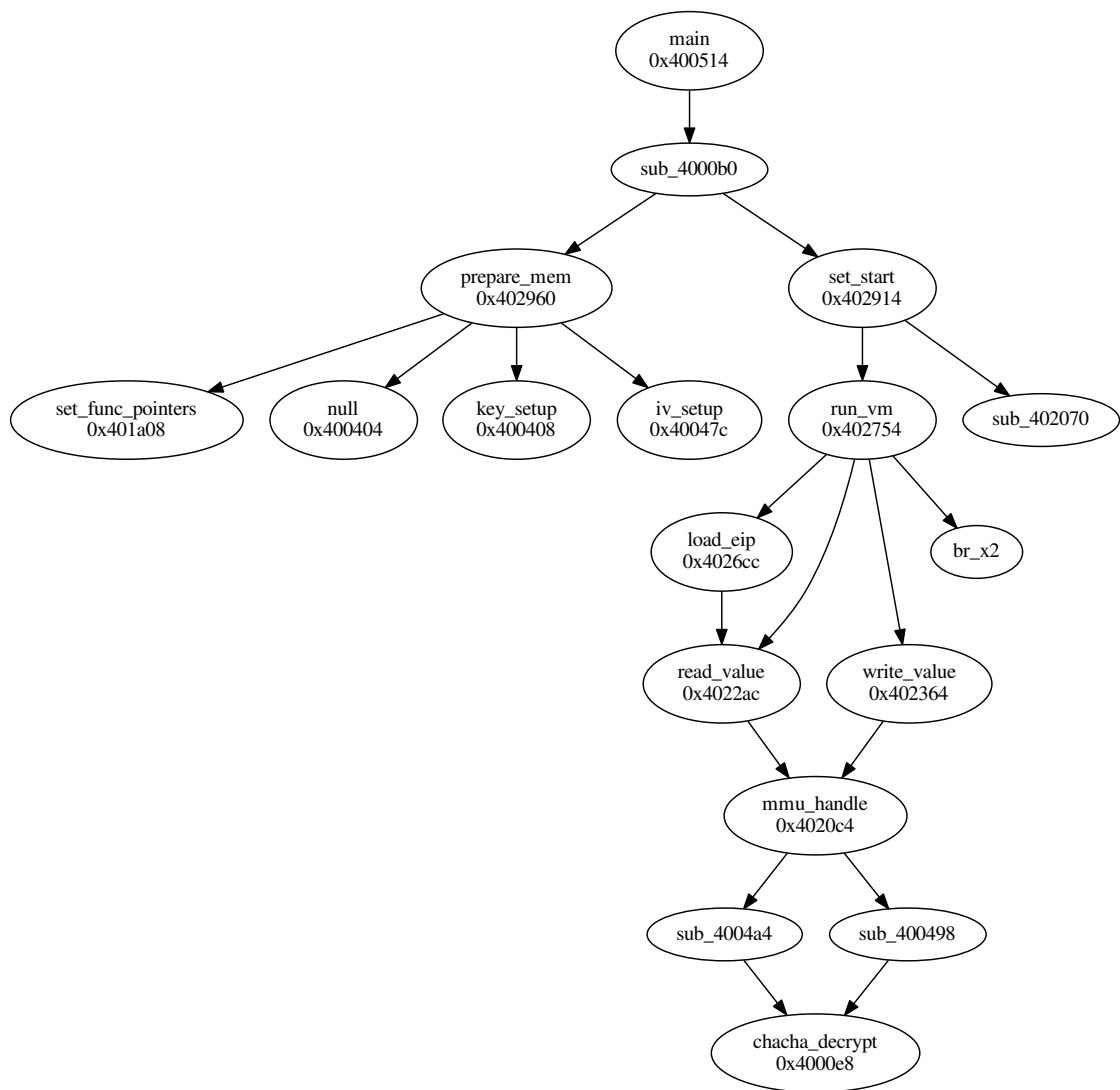 main
0x400514
sub_4000b0
prepare_mem
0x402960
set_start
0x402914
set_func_pointers
0x401a08
null
0x400404
key_setup
0x400408
iv_setup
0x40047c
run_vm
0x402754
sub_402070
load_eip
0x4026cc
br_x2
read_value
0x4022ac
write_value
0x402364
mmu_handle
0x4020c4
sub_4004a4
sub_400498
chacha_decrypt
0x4000e8